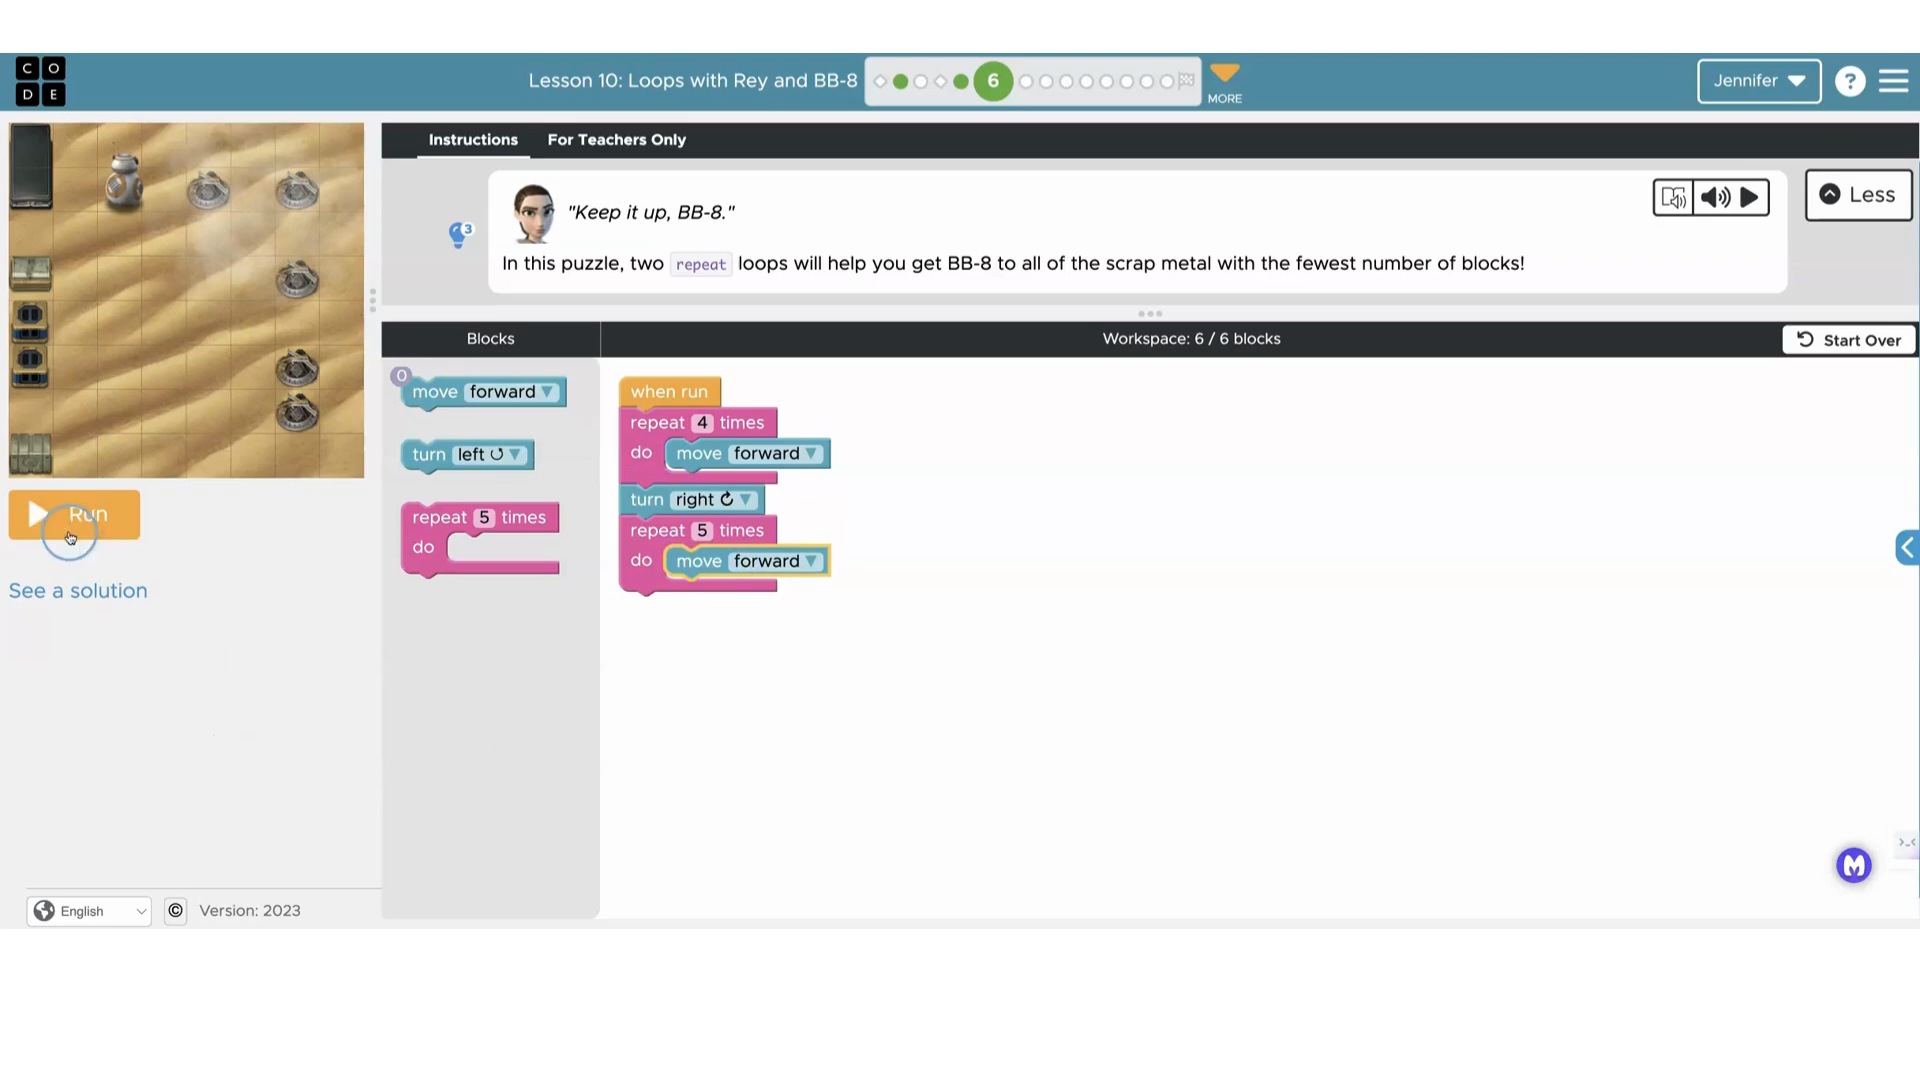 C O
D E
Lesson 10: Loops with Rey and BB-8
6
MORE
Jennifer
?
Instructions
For Teachers Only
3
"Keep it up, BB-8."
In this puzzle, two repeat loops will help you get BB-8 to all of the scrap metal with the fewest number of blocks!
Less
Blocks
Workspace: 6 / 6 blocks
Start Over
0
move forward
turn left
repeat 5 times
do
when run
repeat 4 times
do move forward
turn right
repeat 5 times
do move forward
Run
See a solution
English
©
Version: 2023